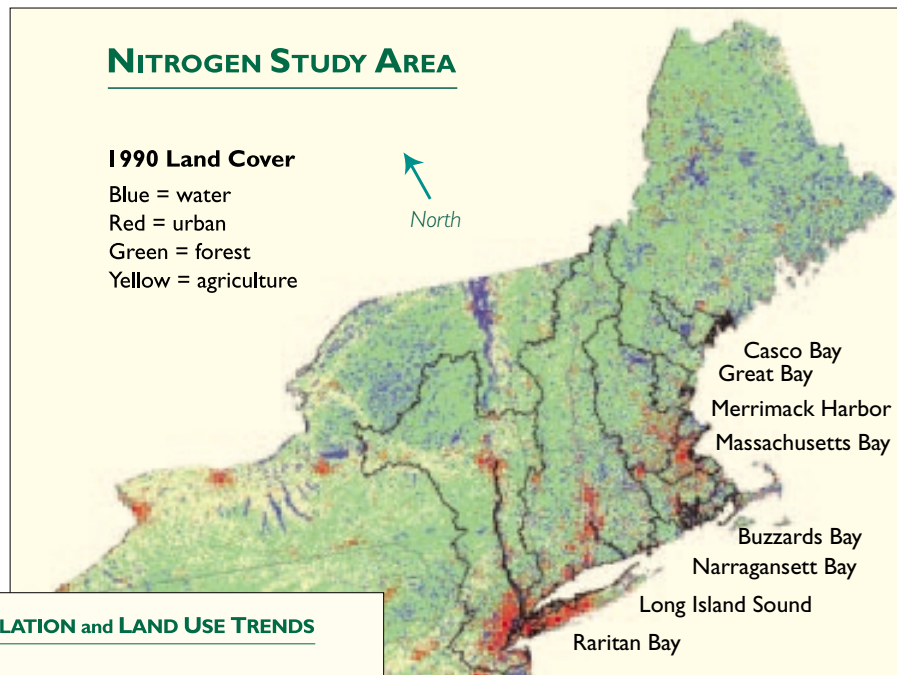 NITROGEN STUDY AREA
1990 Land Cover
Blue = water
Red = urban
Green = forest
Yellow = agriculture
North
Casco Bay
Great Bay
Merrimack Harbor
Massachusetts Bay
Buzzards Bay
Narragansett Bay
Long Island Sound
Raritan Bay
LATION and LAND USE TRENDS